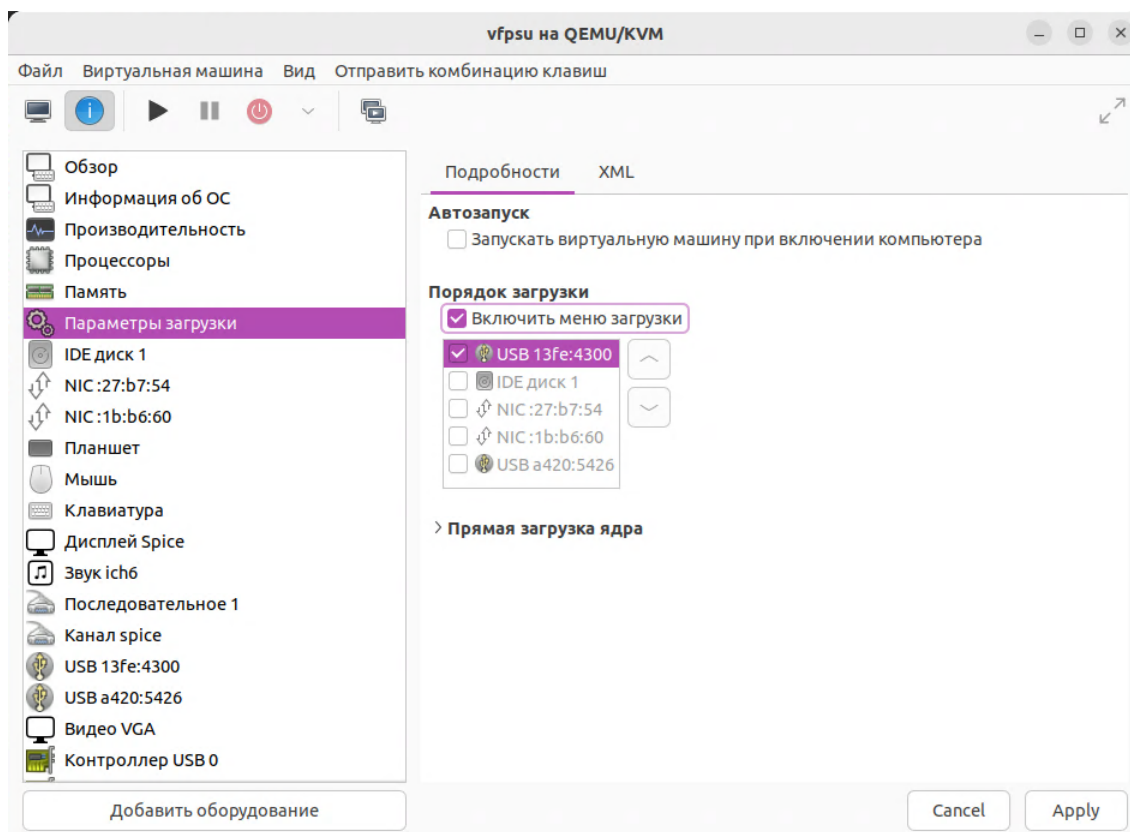 vfpsu на QEMU/KVM
Файл Виртуальная машина Вид Отправить комбинацию клавиш
Обзор
Информация об ОС
Производительность
Процессоры
Память
Параметры загрузки
IDE диск 1
NIC :27:b7:54
NIC :1b:b6:60
Планшет
Мышь
Клавиатура
Дисплей Spice
Звук ich6
Последовательное 1
Канал spice
USB 13fe:4300
USB a420:5426
Видео VGA
Контроллер USB 0
Добавить оборудование
Подробности XML
Автозапуск
Запускать виртуальную машину при включении компьютера
Порядок загрузки
Включить меню загрузки
USB 13fe:4300
IDE диск 1
NIC :27:b7:54
NIC :1b:b6:60
USB a420:5426
Прямая загрузка ядра
Cancel Apply